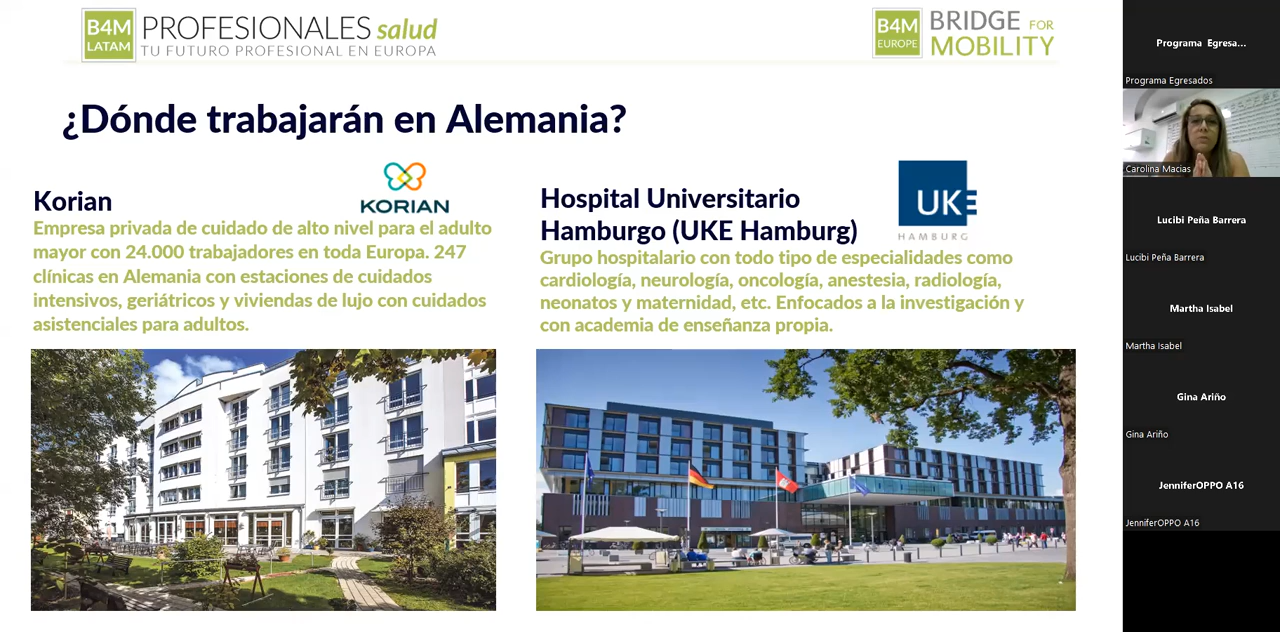 B4M
LATAM
PROFESIONALES salud
TU FUTURO PROFESIONAL EN EUROPA
B4M
EUROPE
BRIDGE FOR
MOBILITY
¿Dónde trabajarán en Alemania?
Korian
KORIAN
Empresa privada de cuidado de alto nivel para el adulto
mayor con 24.000 trabajadores en toda Europa. 247
clínicas en Alemania con estaciones de cuidados
intensivos, geriátricos y viviendas de lujo con cuidados
asistenciales para adultos.
Hospital Universitario
Hamburgo (UKE Hamburg)
UKE
HAMBURG
Grupo hospitalario con todo tipo de especialidades como
cardiología, neurología, oncología, anestesia, radiología,
neonatos y maternidad, etc. Enfocados a la investigación y
con academia de enseñanza propia.
Programa Egresa...
Programa Egresados
Carolina Macias
Lucibi Peña Barrera
Lucibi Peña Barrera
Martha Isabel
Martha Isabel
Gina Ariño
Gina Ariño
JenniferOPPO A16
JenniferOPPO A16